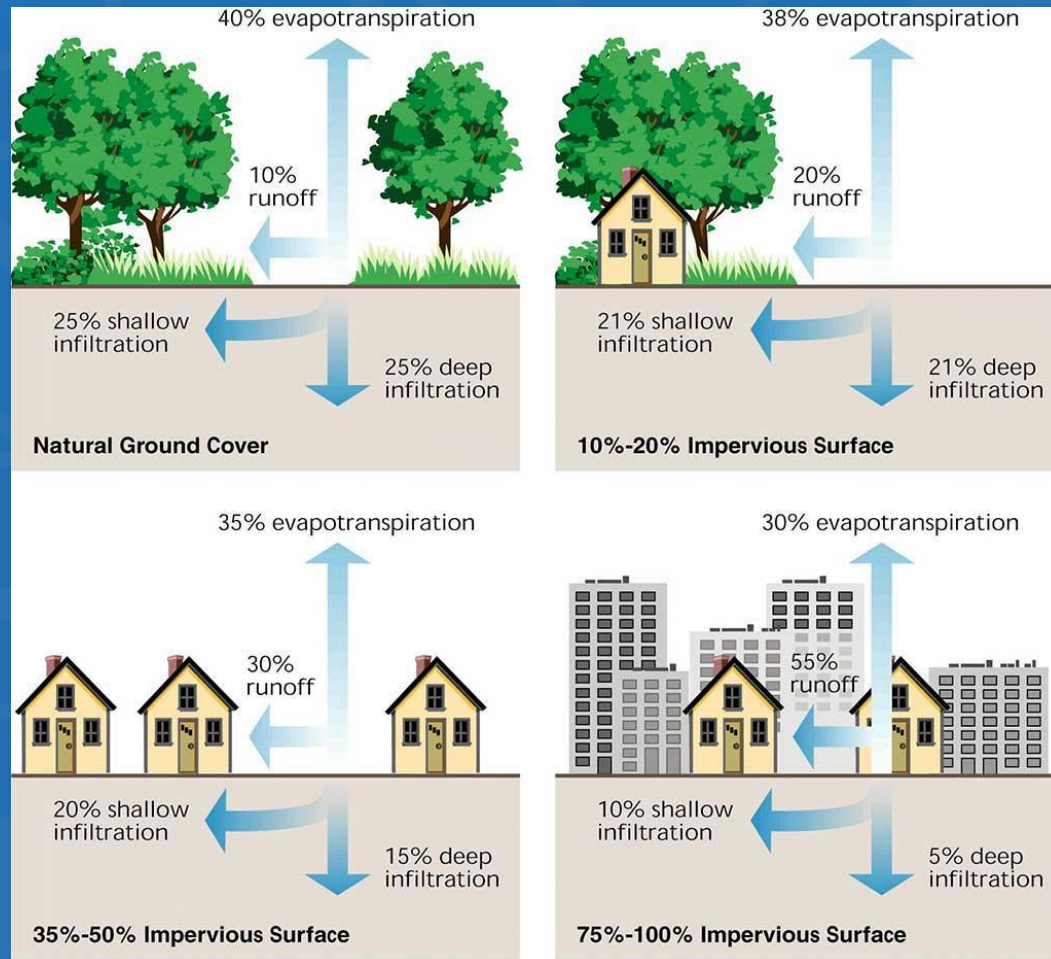 40% evapotranspiration
10%
runoff
25% shallow
infiltration
25% deep
infiltration
Natural Ground Cover
38% evapotranspiration
20%
runoff
21% shallow
infiltration
21% deep
infiltration
10%-20% Impervious Surface
35% evapotranspiration
30%
runoff
20% shallow
infiltration
15% deep
infiltration
35%-50% Impervious Surface
30% evapotranspiration
55%
runoff
10% shallow
infiltration
5% deep
infiltration
75%-100% Impervious Surface